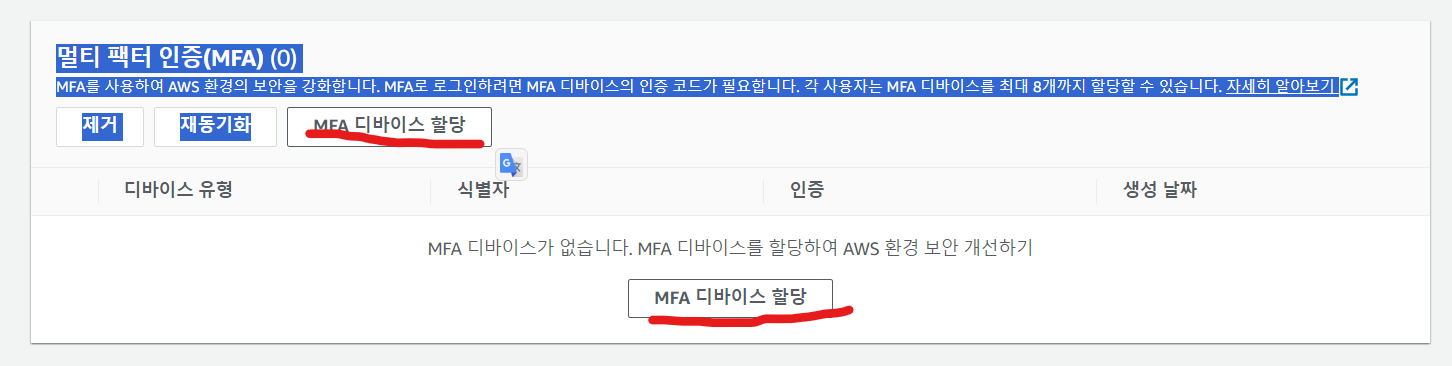 멀티 팩터 인증(MFA) (0)
MFA를 사용하여 AWS 환경의 보안을 강화합니다. MFA로 로그인하려면 MFA 디바이스의 인증 코드가 필요합니다. 각 사용자는 MFA 디바이스를 최대 8개까지 할당할 수 있습니다. 자세히 알아보기
제거 재동기화 MFA 디바이스 할당
디바이스 유형 식별자 인증 생성 날짜
MFA 디바이스가 없습니다. MFA 디바이스를 할당하여 AWS 환경 보안 개선하기
MFA 디바이스 할당